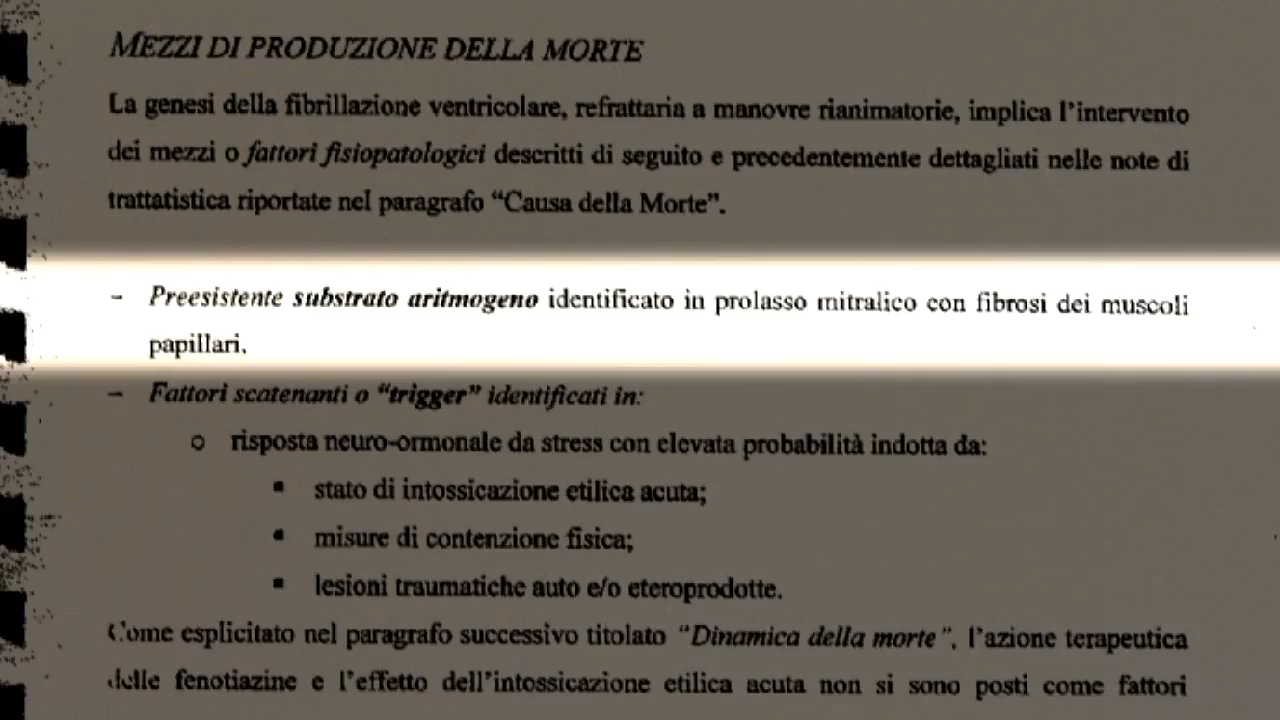 MEZZI DI PRODUZIONE DELLA MORTE
La genesi della fibrillazione ventricolare, refrattaria a manovre rianimatorie, implica l'intervento
dei mezzi o fattori fisiopatologici descritti di seguito e precedentemente dettagliati nelle note di
trattatistica riportate nel paragrafo “Causa della Morte”.
- Preesistente substrato aritmogeno identificato in prolasso mitralico con fibrosi dei muscoli
papillari.
- Fattori scatenanti o “trigger” identificati in:
o risposta neuro-ormonale da stress con elevata probabilità indotta da:
▪ stato di intossicazione etilica acuta;
▪ misure di contenzione fisica;
▪ lesioni traumatiche auto e/o eteroprodotte.
Come esplicitato nel paragrafo successivo titolato “Dinamica della morte”, l'azione terapeutica
delle fenotiazine e l'effetto dell'intossicazione etilica acuta non si sono posti come fattori